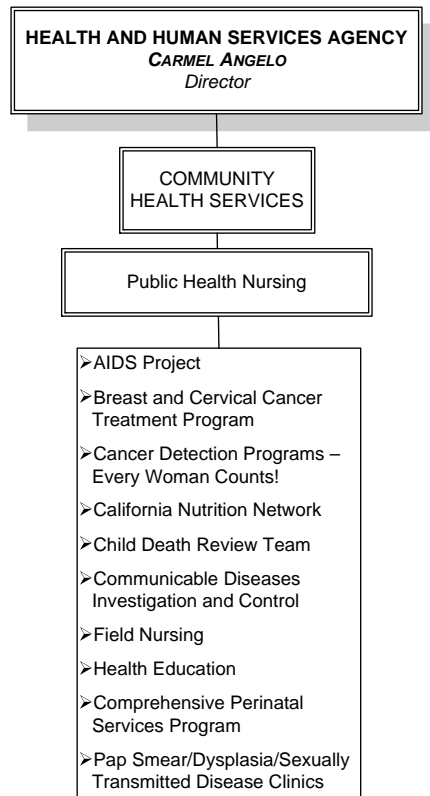 HEALTH AND HUMAN SERVICES AGENCY
CARMEL ANGELO
Director
COMMUNITY
HEALTH SERVICES
Public Health Nursing
➢AIDS Project
➢Breast and Cervical Cancer
Treatment Program
➢Cancer Detection Programs –
Every Woman Counts!
➢California Nutrition Network
➢Child Death Review Team
➢Communicable Diseases
Investigation and Control
➢Field Nursing
➢Health Education
➢Comprehensive Perinatal
Services Program
➢Pap Smear/Dysplasia/Sexually
Transmitted Disease Clinics